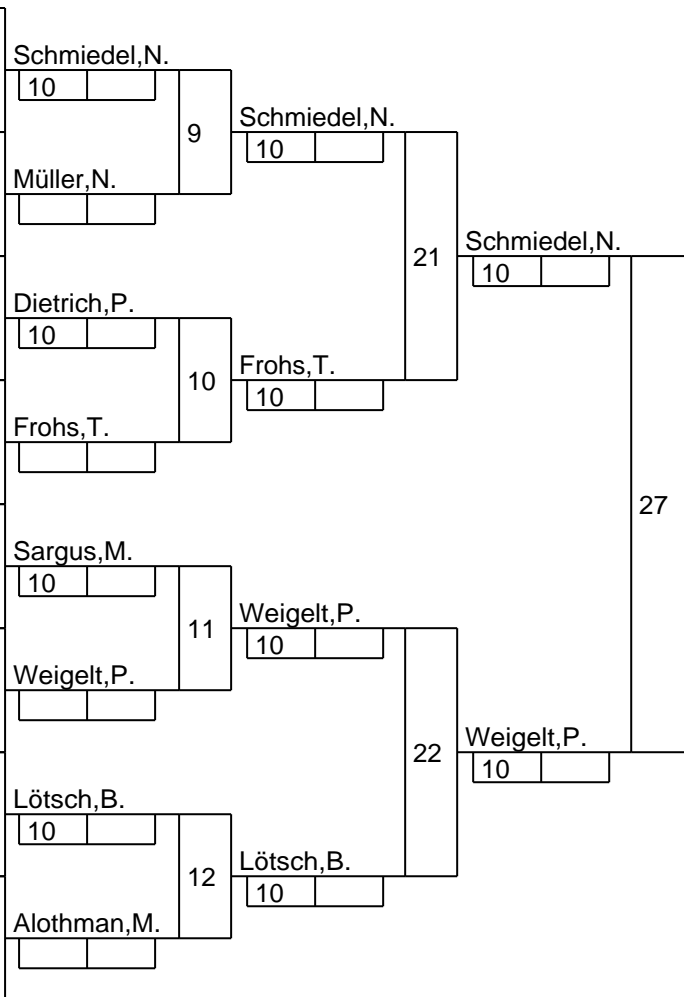 Schmiedel,N.
10
9
Schmiedel,N.
10
Müller,N.
21
Schmiedel,N.
10
Dietrich,P.
10
10
Frohs,T.
10
Frohs,T.
27
Sargus,M.
10
11
Weigelt,P.
10
Weigelt,P.
22
Weigelt,P.
10
Lötsch,B.
10
12
Lötsch,B.
10
Alothman,M.